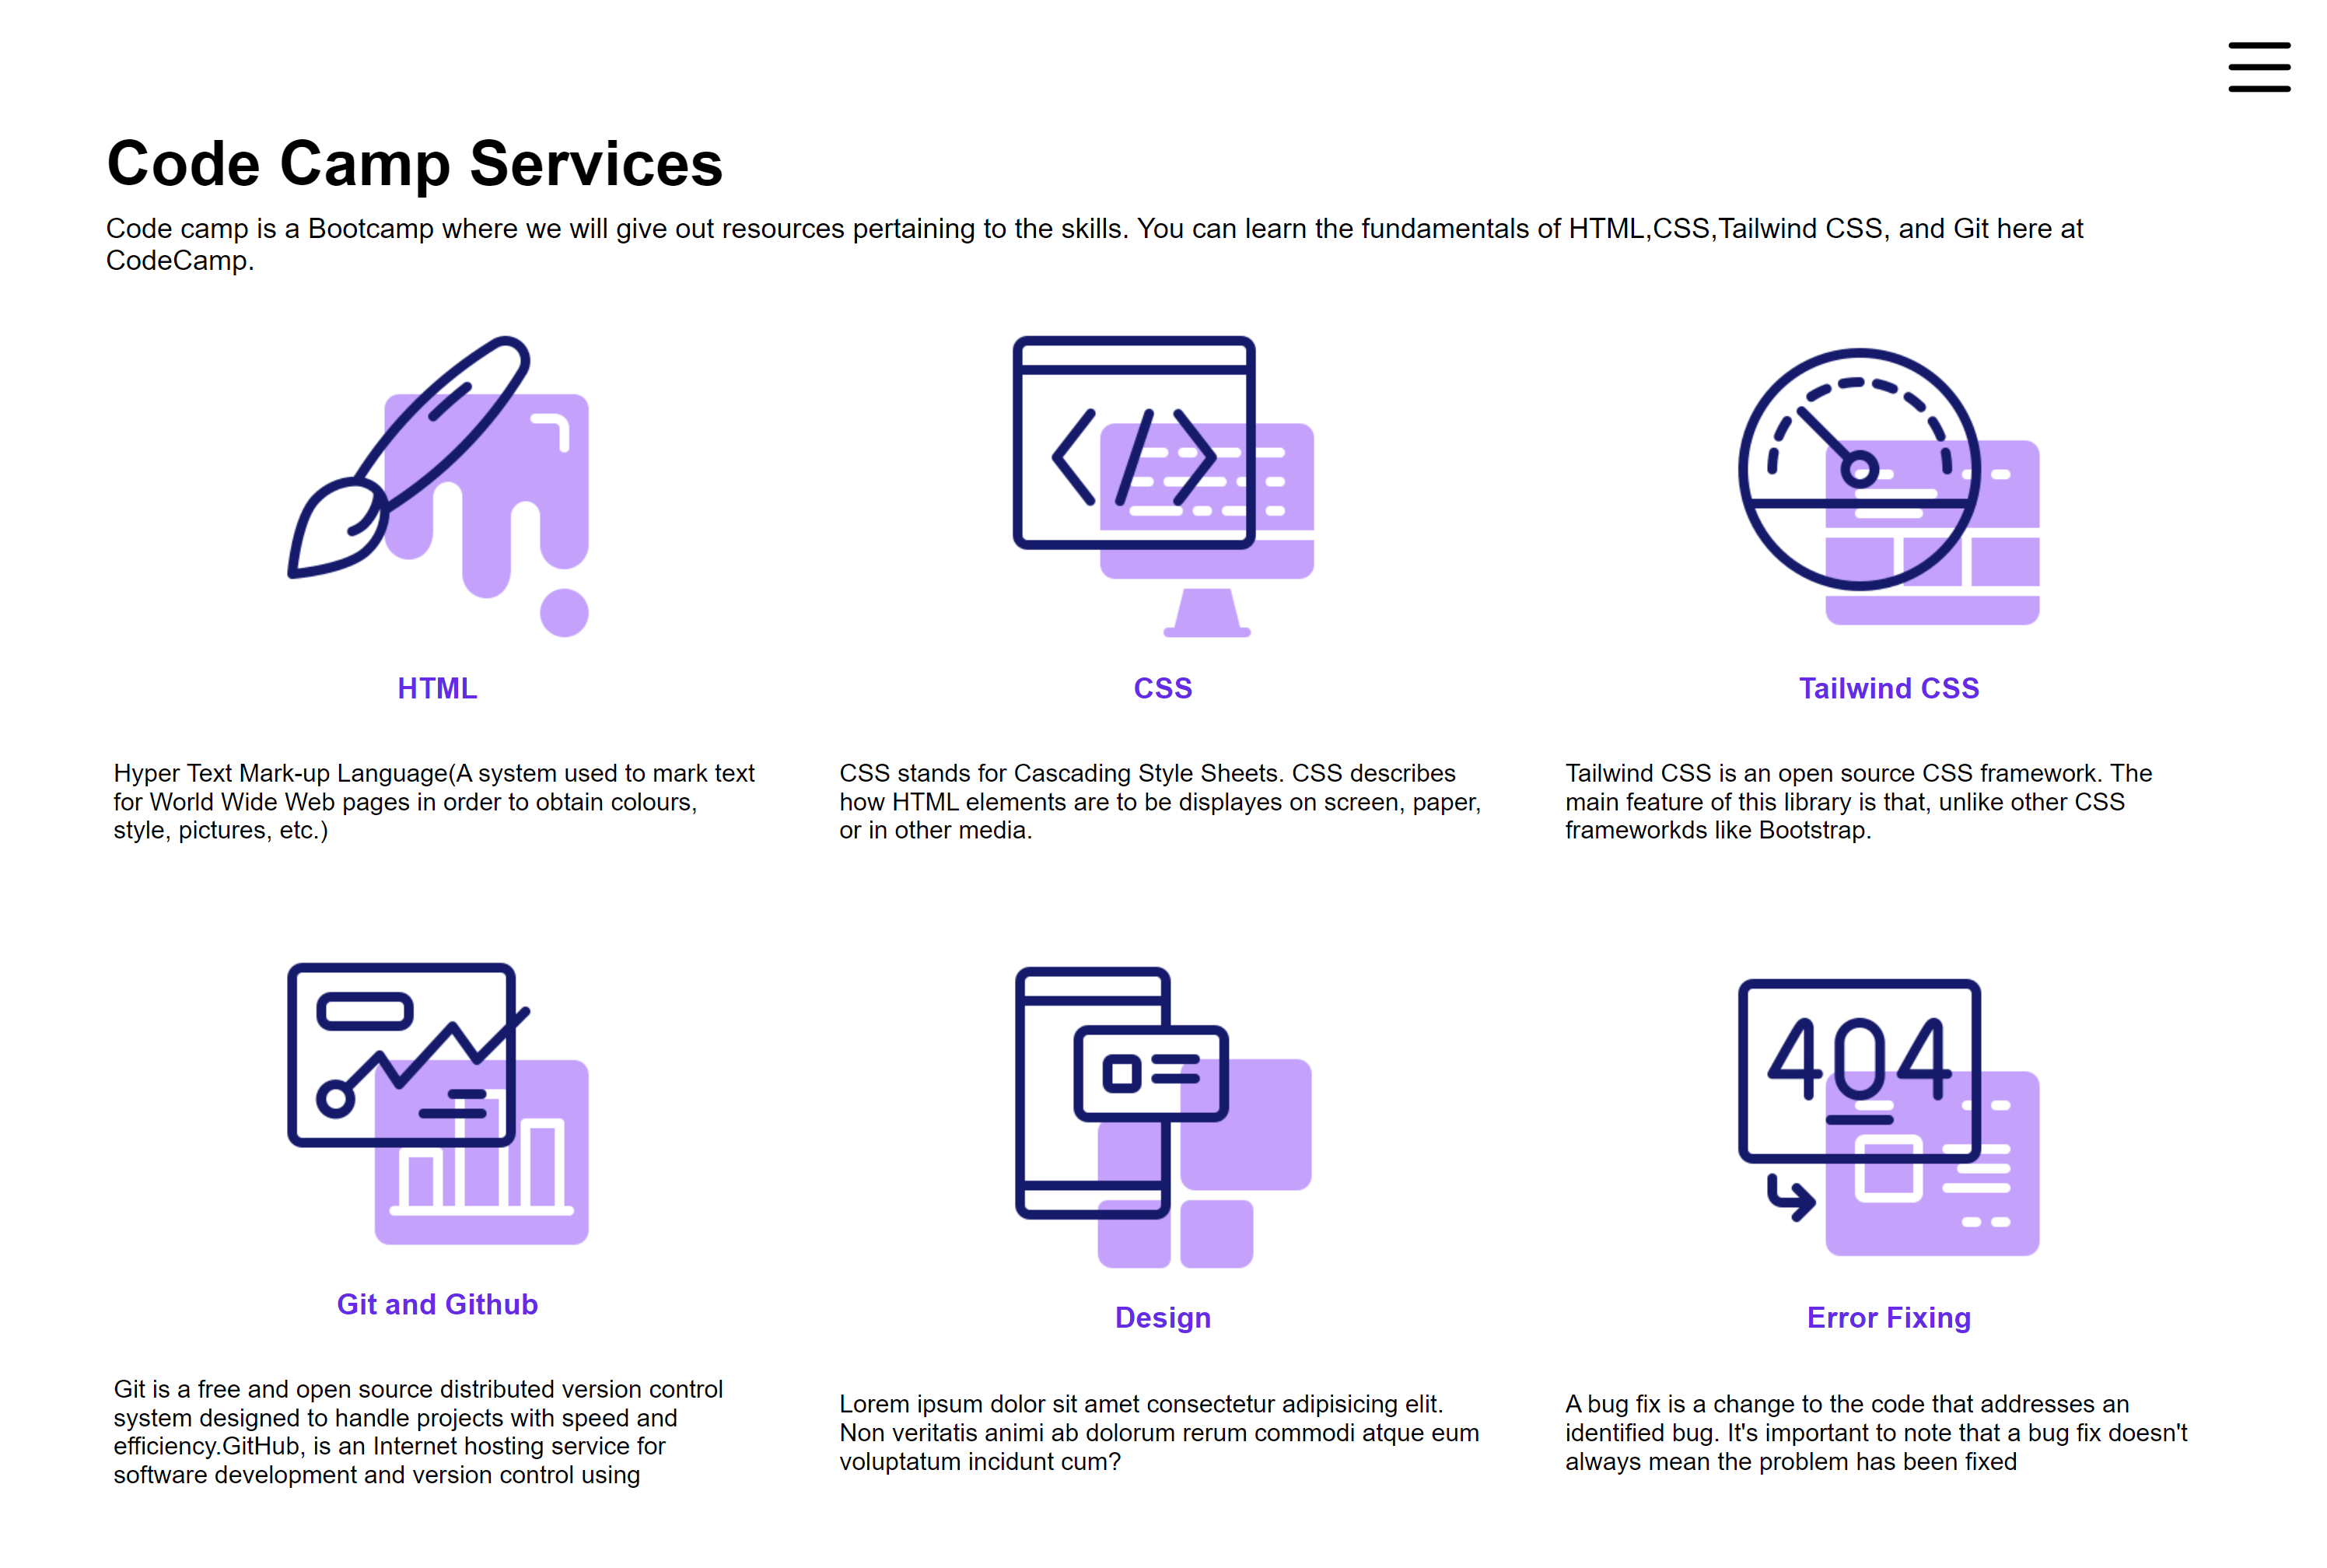 Code Camp Services
Code camp is a Bootcamp where we will give out resources pertaining to the skills. You can learn the fundamentals of HTML,CSS,Tailwind CSS, and Git here at
CodeCamp.
HTML
Hyper Text Mark-up Language(A system used to mark text
for World Wide Web pages in order to obtain colours,
style, pictures, etc.)
CSS
CSS stands for Cascading Style Sheets. CSS describes
how HTML elements are to be displayes on screen, paper,
or in other media.
Tailwind CSS
Tailwind CSS is an open source CSS framework. The
main feature of this library is that, unlike other CSS
frameworkds like Bootstrap.
Git and Github
Git is a free and open source distributed version control
system designed to handle projects with speed and
efficiency.GitHub, is an Internet hosting service for
software development and version control using
Design
Lorem ipsum dolor sit amet consectetur adipisicing elit.
Non veritatis animi ab dolorum rerum commodi atque eum
voluptatum incidunt cum?
404
Error Fixing
A bug fix is a change to the code that addresses an
identified bug. It's important to note that a bug fix doesn't
always mean the problem has been fixed